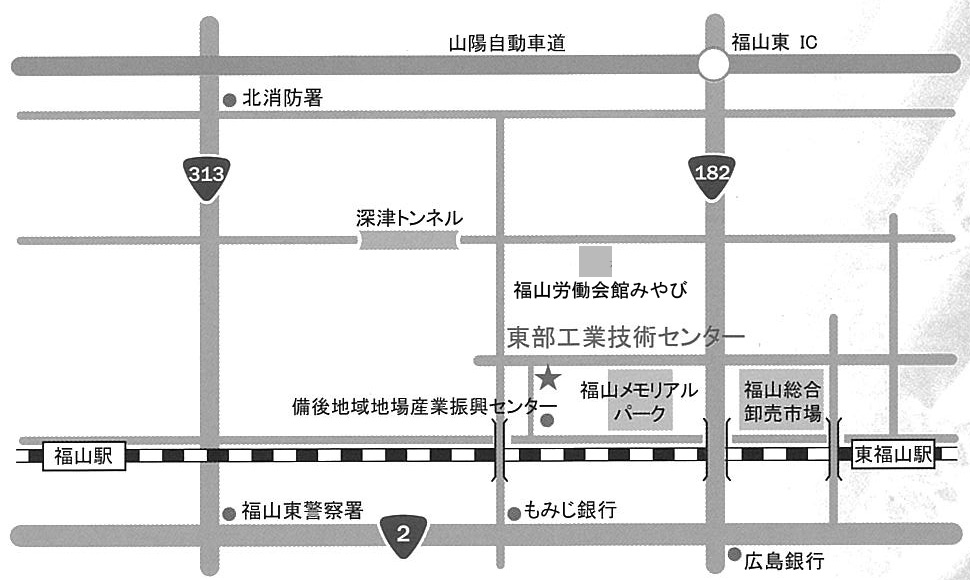 山陽自動車道
福山東 IC
北消防署
313
182
深津トンネル
福山労働会館みやび
東部工業技術センター
福山メモリアル
パーク
福山総合
卸売市場
備後地域地場産業振興センター
福山駅
東福山駅
福山東警察署
2
もみじ銀行
広島銀行